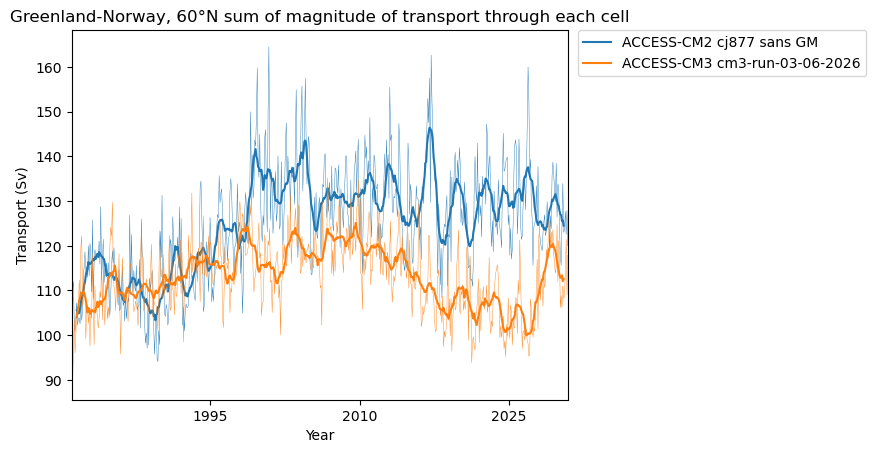 Greenland-Norway, 60°N sum of magnitude of transport through each cell
ACCESS-CM2 cj877 sans GM
ACCESS-CM3 cm3-run-03-06-2026
Transport (Sv)
160
150
140
130
120
110
100
90
1995
2010
2025
Year